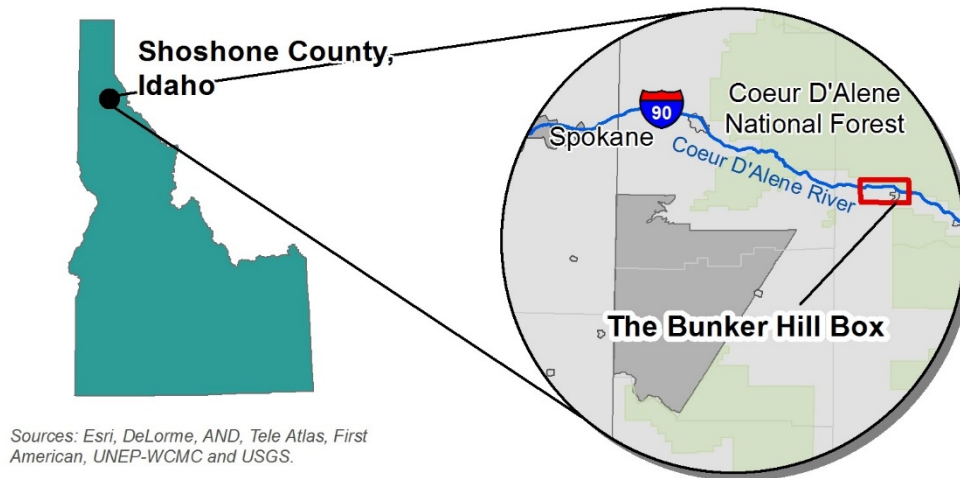 Shoshone County,
Idaho
Sources: Esri, DeLorme, AND, Tele Atlas, First
American, UNEP-WCMC and USGS.
90
Spokane
Coeur D'Alene
National Forest
Coeur D'Alene River
The Bunker Hill Box